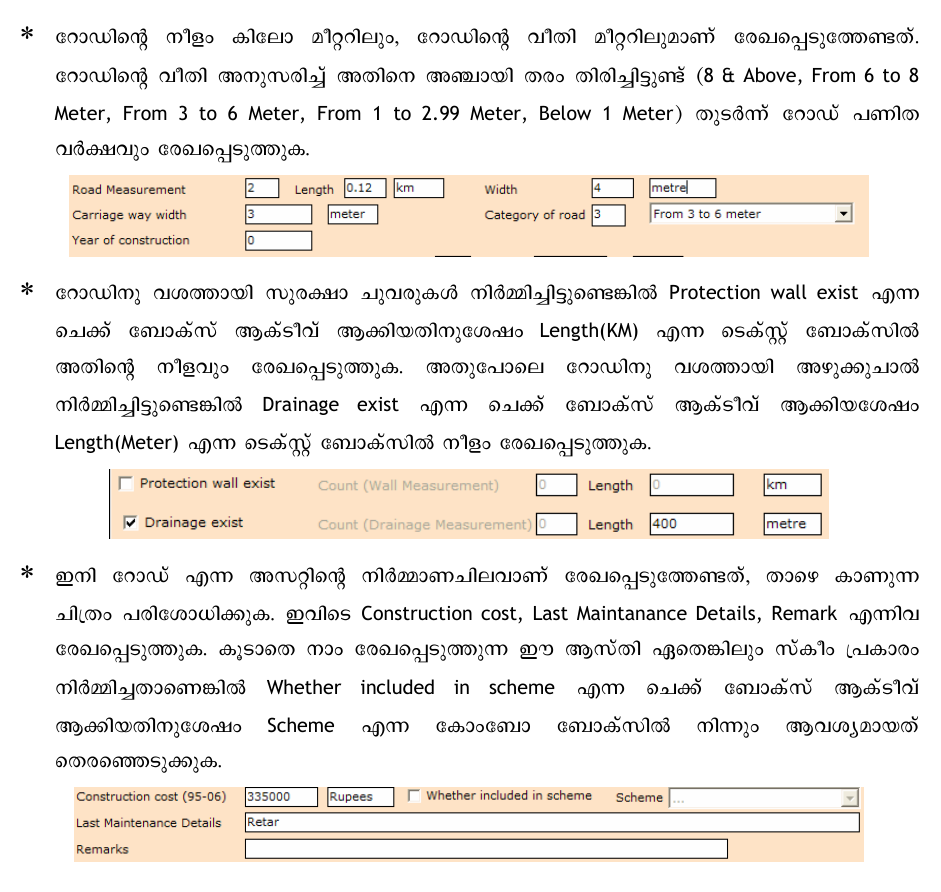 * റോഡിന്റെ നീളം കിലോ മീറ്ററിലും, റോഡിന്റെ വീതി മീറ്ററിലുമാണ് രേഖപ്പെടുത്തേണ്ടത്.
റോഡിന്റെ വീതി അനുസരിച്ച് അതിനെ അഞ്ചായി തരം തിരിച്ചിട്ടുണ്ട് (8 & Above, From 6 to 8
Meter, From 3 to 6 Meter, From 1 to 2.99 Meter, Below 1 Meter) തുടർന്ന് റോഡ് പണിത
വർക്ഷവും രേഖപ്പെടുത്തുക.
Road Measurement 2 Length 0.12 km Width 4 metre
Carriage way width 3 meter Category of road 3 From 3 to 6 meter
Year of construction 0
* റോഡിനു വശത്തായി സുരക്ഷാ ചുവരുകൾ നിർമ്മിച്ചിട്ടുണ്ടെങ്കിൽ Protection wall exist എന്ന
ചെക്ക് ബോക്സ് ആക്ടീവ് ആക്കിയതിനുശേഷം Length(KM) എന്ന ടെക്സ്റ്റ് ബോക്സിൽ
അതിന്റെ നീളവും രേഖപ്പെടുത്തുക. അതുപോലെ റോഡിനു വശത്തായി അഴുക്കുചാൽ
നിർമ്മിച്ചിട്ടുണ്ടെങ്കിൽ Drainage exist എന്ന ചെക്ക് ബോക്സ് ആക്ടീവ് ആക്കിയശേഷം
Length(Meter) എന്ന ടെക്സ്റ്റ് ബോക്സിൽ നീളം രേഖപ്പെടുത്തുക.
Protection wall exist Count (Wall Measurement) 0 Length 0 km
Drainage exist Count (Drainage Measurement) 0 Length 400 metre
* ഇനി റോഡ് എന്ന അസറ്റിന്റെ നിർമ്മാണചിലവാണ് രേഖപ്പെടുത്തേണ്ടത്, താഴെ കാണുന്ന
ചിത്രം പരിശോധിക്കുക. ഇവിടെ Construction cost, Last Maintanance Details, Remark എന്നിവ
രേഖപ്പെടുത്തുക. കൂടാതെ നാം രേഖപ്പെടുത്തുന്ന ഈ ആസ്തി ഏതെങ്കിലും സ്കീം പ്രകാരം
നിർമ്മിച്ചതാണെങ്കിൽ Whether included in scheme എന്ന ചെക്ക് ബോക്സ് ആക്ടീവ്
ആക്കിയതിനുശേഷം Scheme എന്ന കോംബോ ബോക്സിൽ നിന്നും ആവശ്യമായത്
തെരഞ്ഞെടുക്കുക.
Construction cost (95-06) 335000 Rupees Whether included in scheme Scheme ...
Last Maintenance Details Retar
Remarks